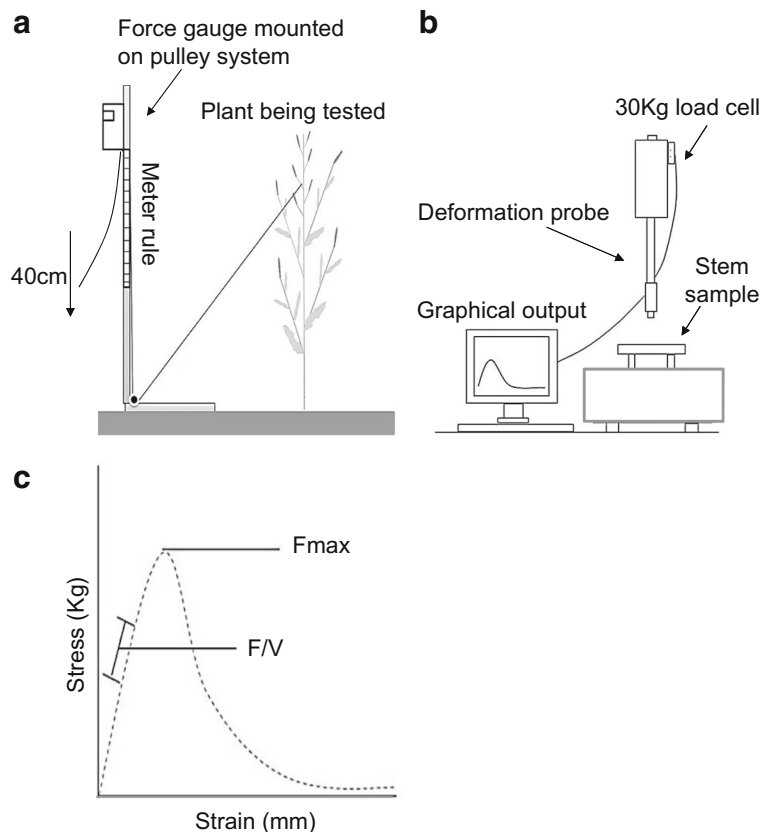 a
Force gauge mounted
on pulley system
Plant being tested
Meter rule
40cm
b
30Kg load cell
Deformation probe
Stem
sample
Graphical output
c
Fmax
F/V
Stress (Kg)
Strain (mm)